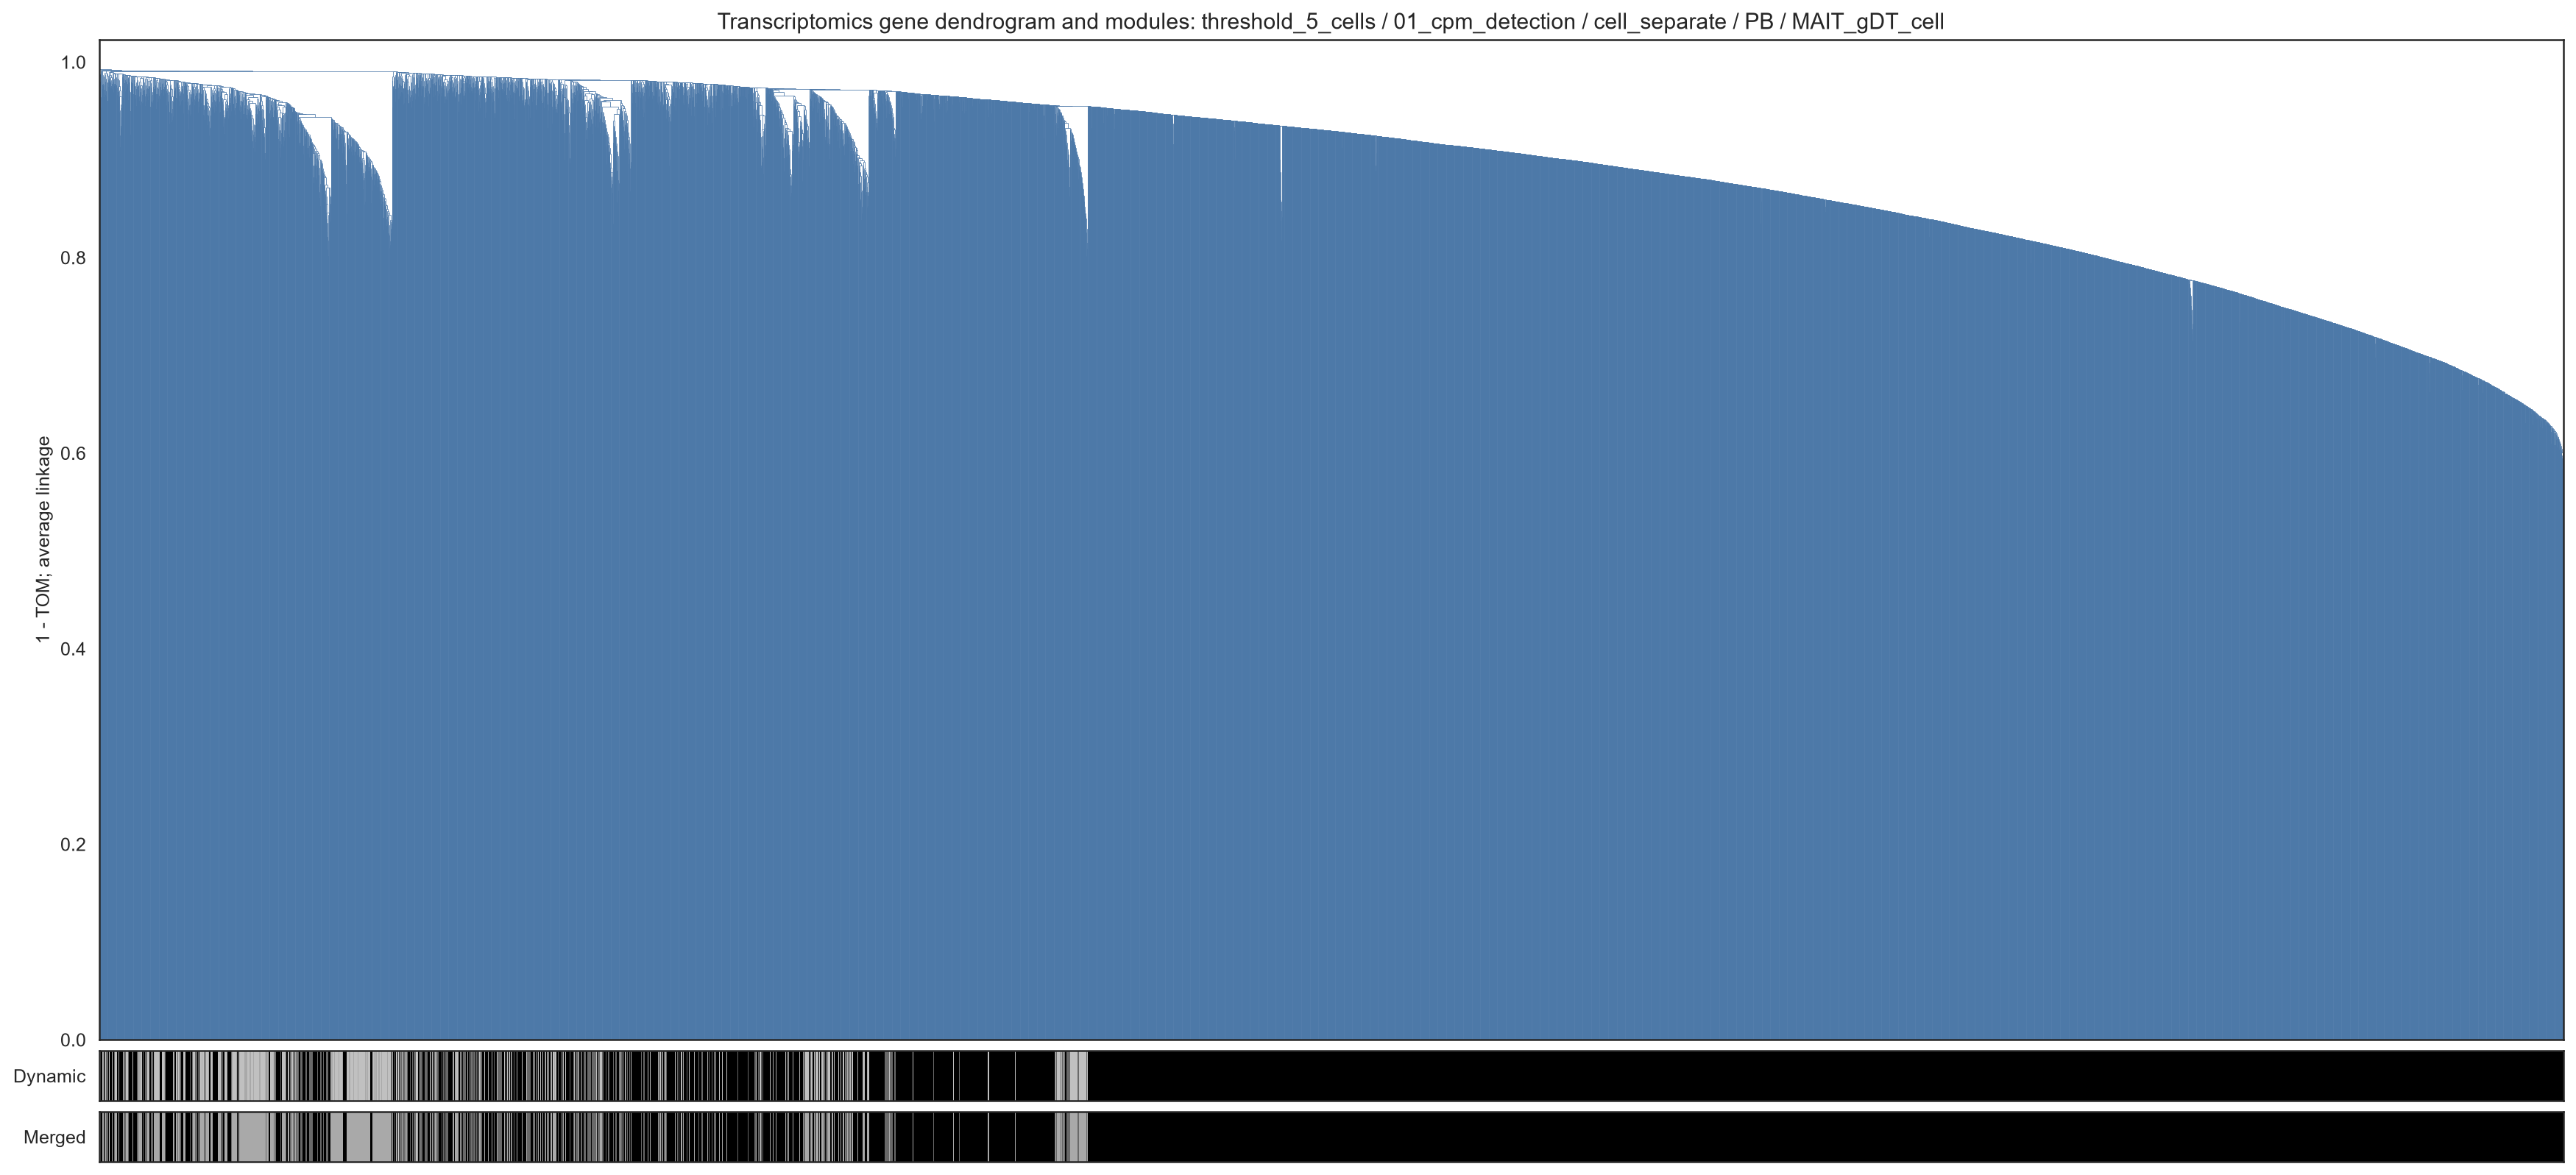 Transcriptomics gene dendrogram and modules: threshold_5_cells / 01_cpm_detection / cell_separate / PB / MAIT_gDT_cell
1.0
0.8
0.6
0.4
0.2
0.0
1 - TOM; average linkage
Dynamic
Merged